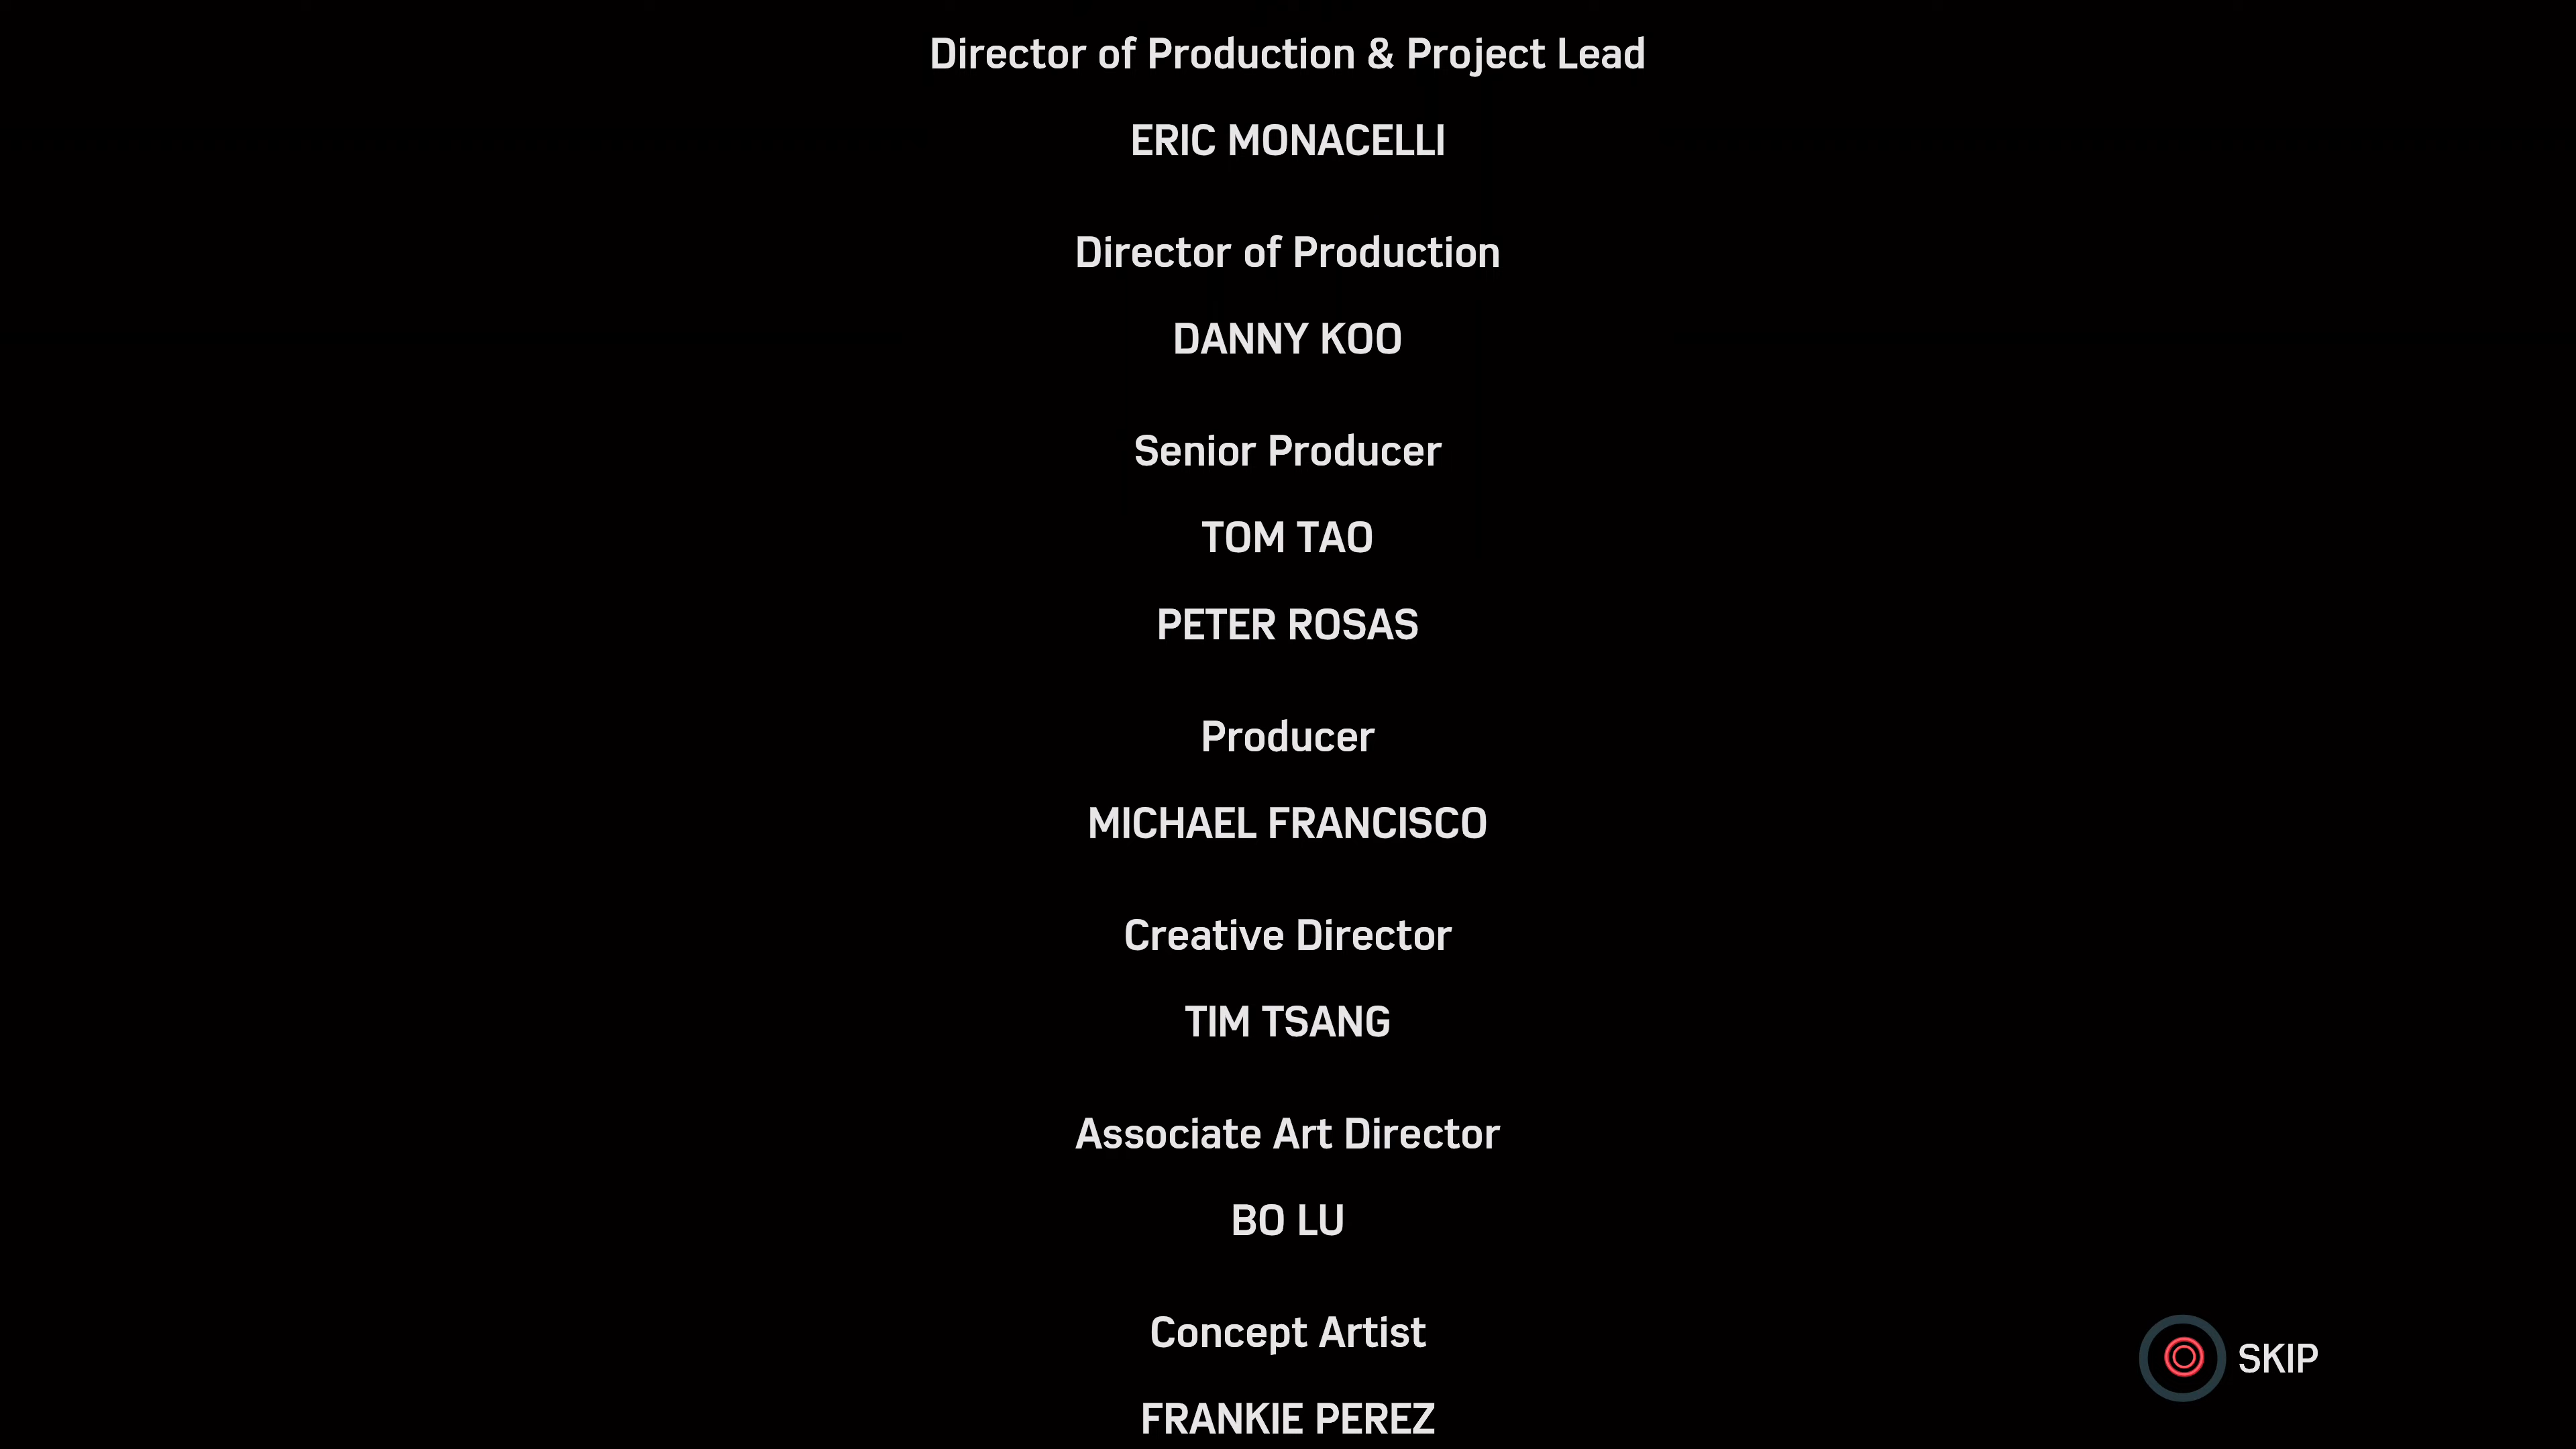 Director of Production & Project Lead
ERIC MONACELLI
Director of Production
DANNY KOO
Senior Producer
TOM TAO
PETER ROSAS
Producer
MICHAEL FRANCISCO
Creative Director
TIM TSANG
Associate Art Director
BO LU
Concept Artist
FRANKIE PEREZ
SKIP